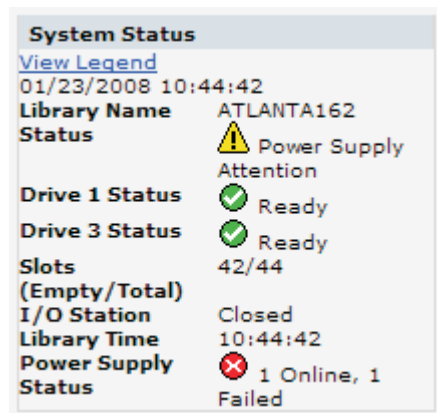 System Status
View Legend
01/23/2008 10:44:42
Library Name ATLANTA162
Status Power Supply
Attention
Drive 1 Status Ready
Drive 3 Status Ready
Slots 42/44
(Empty/Total)
I/O Station Closed
Library Time 10:44:42
Power Supply 1 Online, 1
Status Failed